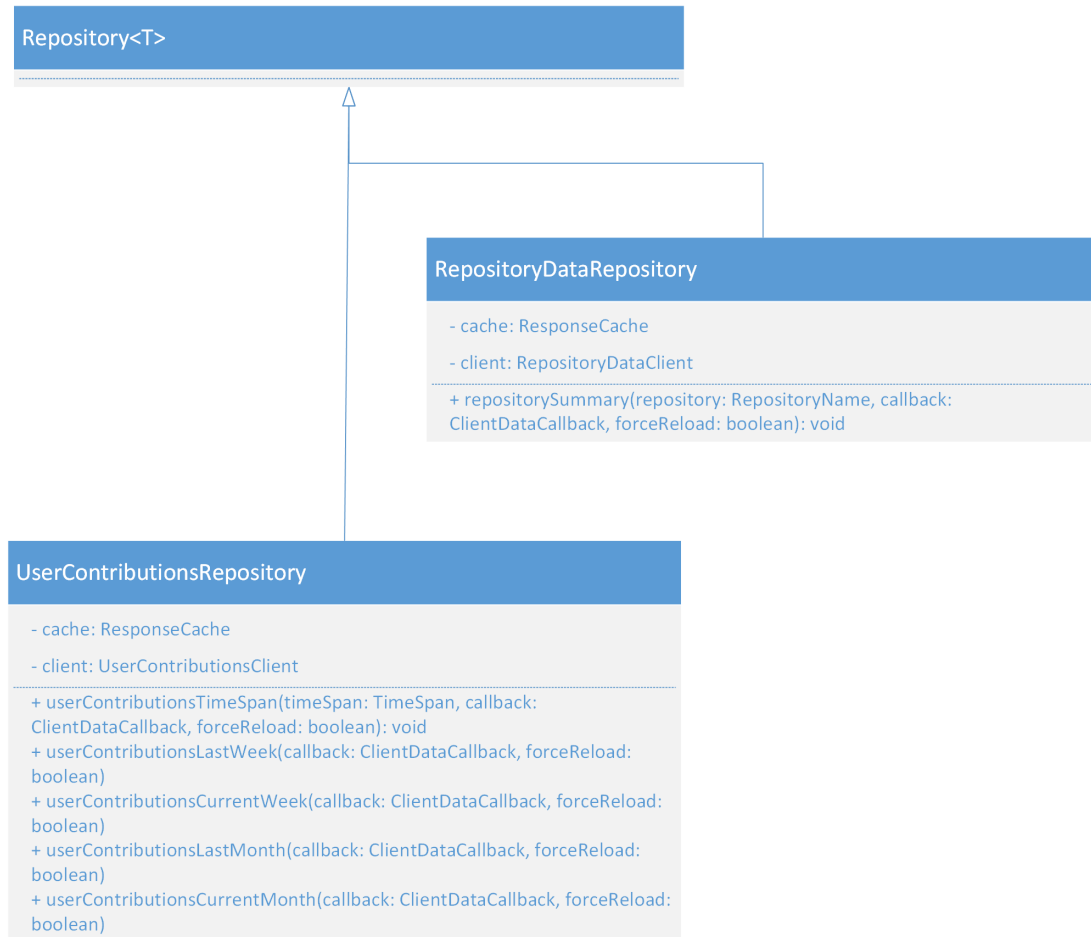 Repository<T>
RepositoryDataRepository
- cache: ResponseCache
- client: RepositoryDataClient
+ repositorySummary(repository: RepositoryName, callback:
ClientDataCallback, forceReload: boolean): void
UserContributionsRepository
- cache: ResponseCache
- client: UserContributionsClient
+ userContributionsTimeSpan(timeSpan: TimeSpan, callback:
ClientDataCallback, forceReload: boolean): void
+ userContributionsLastWeek(callback: ClientDataCallback, forceReload:
boolean)
+ userContributionsCurrentWeek(callback: ClientDataCallback, forceReload:
boolean)
+ userContributionsLastMonth(callback: ClientDataCallback, forceReload:
boolean)
+ userContributionsCurrentMonth(callback: ClientDataCallback, forceReload:
boolean)